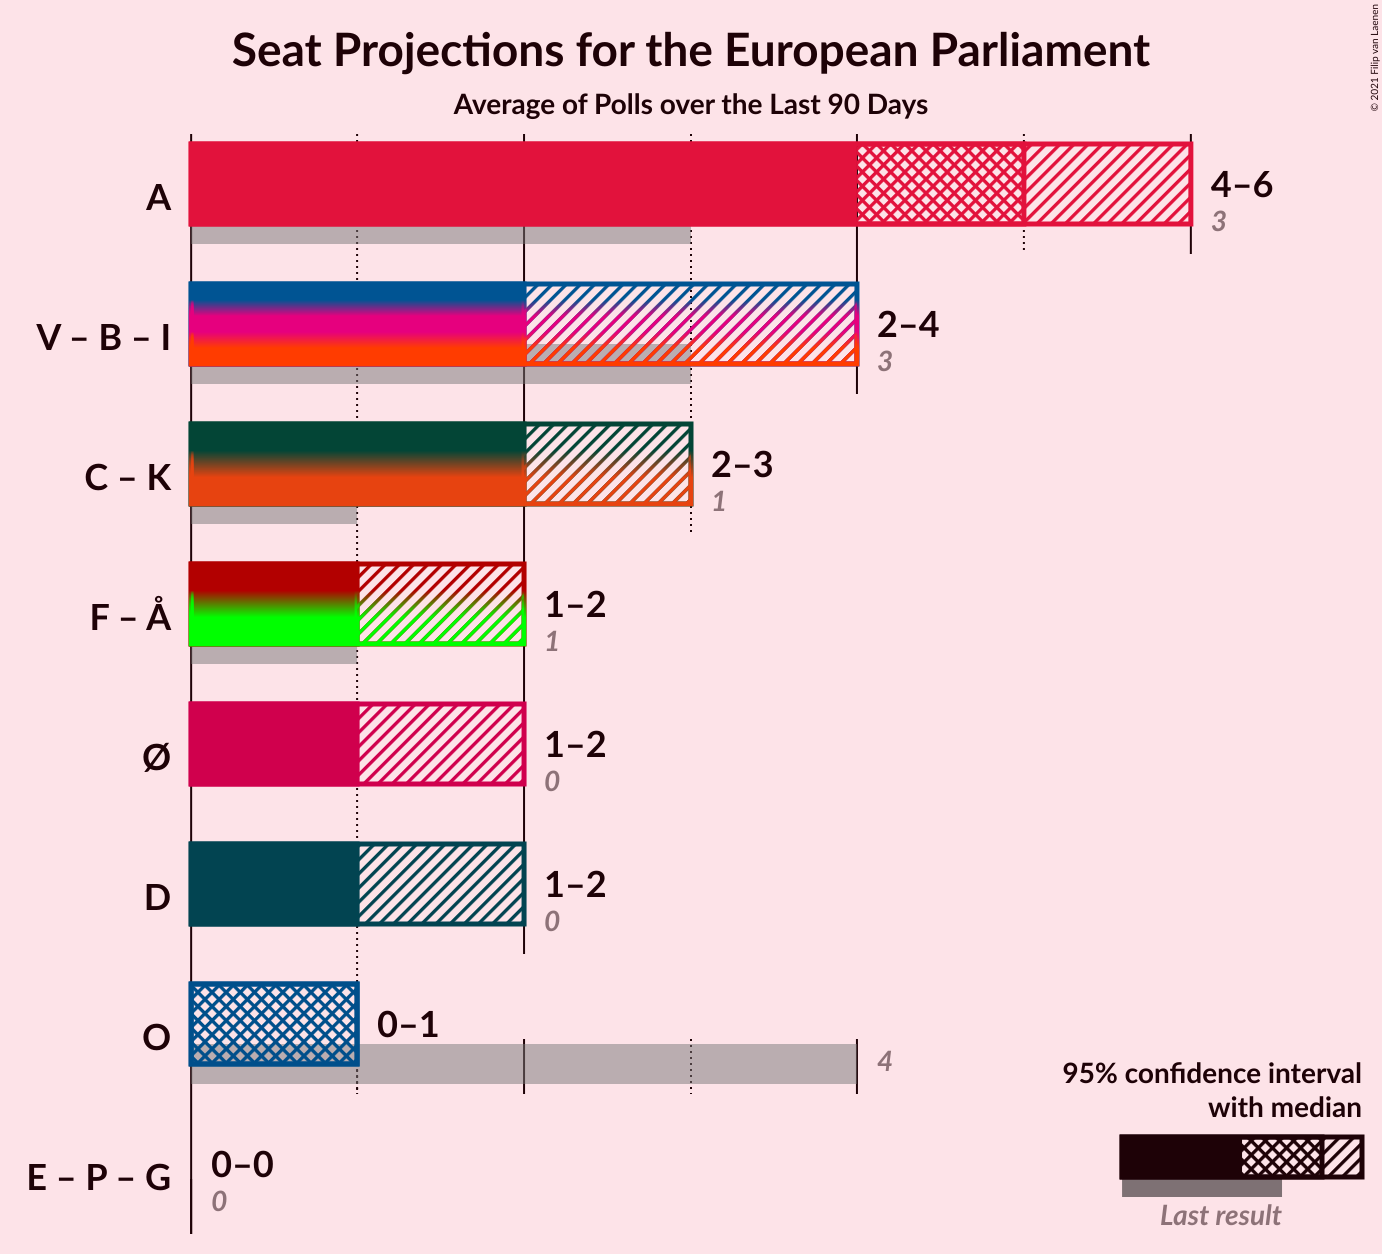 Seat Projections for the European Parliament
Average of Polls over the Last 90 Days
© 2021 Filip van Laenen
A
4–6
3
V – B – I
2–4
3
C – K
2–3
1
F – Å
1–2
1
Ø
1–2
0
D
1–2
0
O
0–1
4
E – P – G
0–0
0
95% confidence interval
with median
Last result